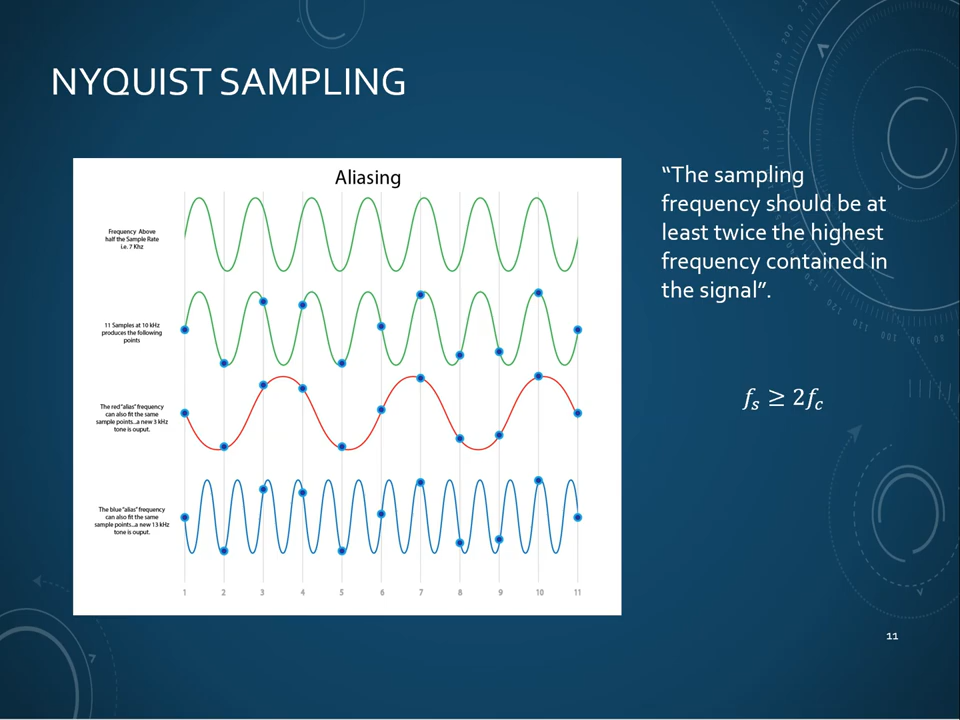 NYQUIST SAMPLING
Aliasing
Frequency Above
half the Sample Rate
i.e. 7 Khz
11 Samples at 10 kHz
produces the following
points
The red "alias" frequency
can also fit the same
sample points...a new 3 kHz
tone is ouput.
The blue "alias" frequency
can also fit the same
sample points...a new 13 kHz
tone is ouput.
1 2 3 4 5 6 7 8 9 10 11
“The sampling
frequency should be at
least twice the highest
frequency contained in
the signal”.
fₛ ≥ 2f꜀
11